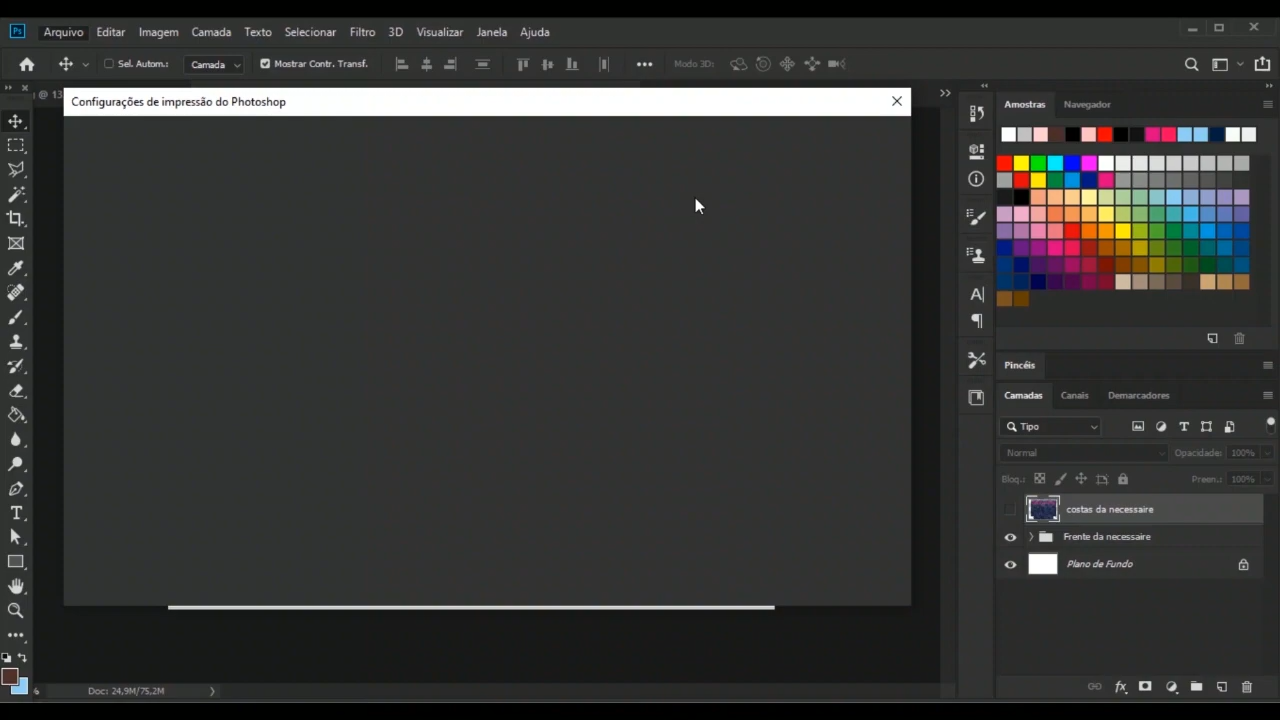 Ps
Arquivo Editar Imagem Camada Texto Selecionar Filtro 3D Visualizar Janela Ajuda
Sel. Autom.: Camada Mostrar Contr. Transf. Modo 3D:
@ 13
Configurações de impressão do Photoshop
Amostras Navegador
Pincéis
Camadas Canais Demarcadores
Tipo
Normal Opacidade: 100%
Bloq.: Preen.: 100%
costas da necessaire
Frente da necessaire
Plano de Fundo
% Doc: 24,9M/75,2M